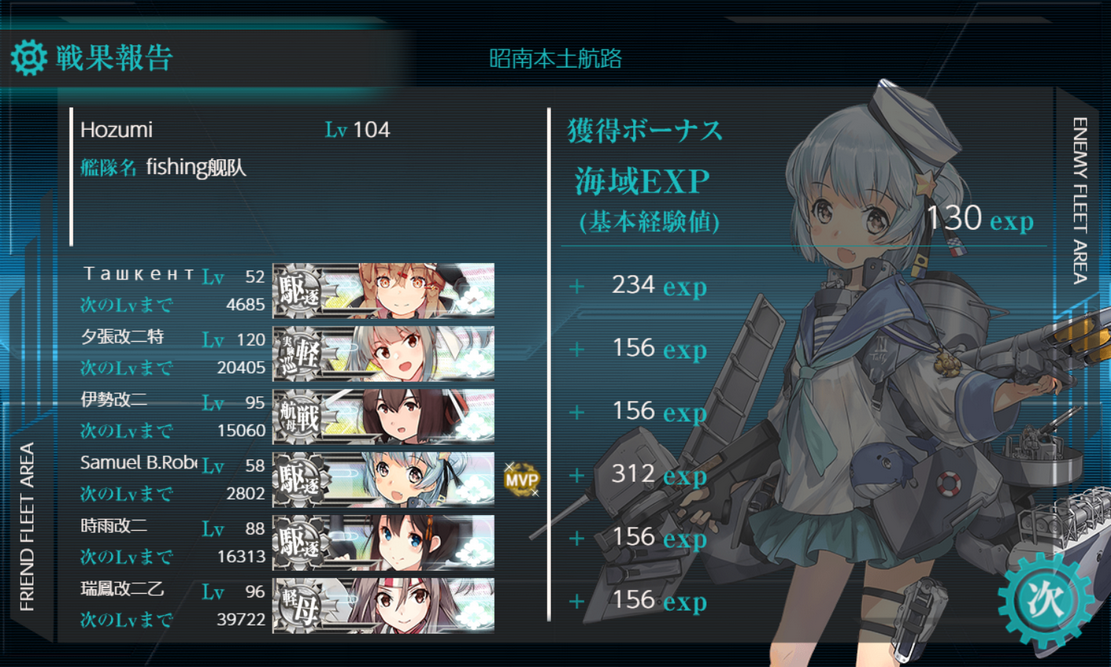 戦果報告
昭南本土航路
Hozumi Lv 104
艦隊名 fishing舰队
Ташкент Lv 52
次のLvまで 4685
駆逐
夕張改二特 Lv 120
次のLvまで 20405
実験軽巡
伊勢改二 Lv 95
次のLvまで 15060
航戦
Samuel B.Rob Lv 58
次のLvまで 2802
駆逐
MVP
時雨改二 Lv 88
次のLvまで 16313
駆逐
瑞鳳改二乙 Lv 96
次のLvまで 39722
軽母
獲得ボーナス
海域EXP
(基本経験値)
130 exp
+ 234 exp
+ 156 exp
+ 156 exp
+ 312 exp
+ 156 exp
+ 156 exp
次
FRIEND FLEET AREA
ENEMY FLEET AREA